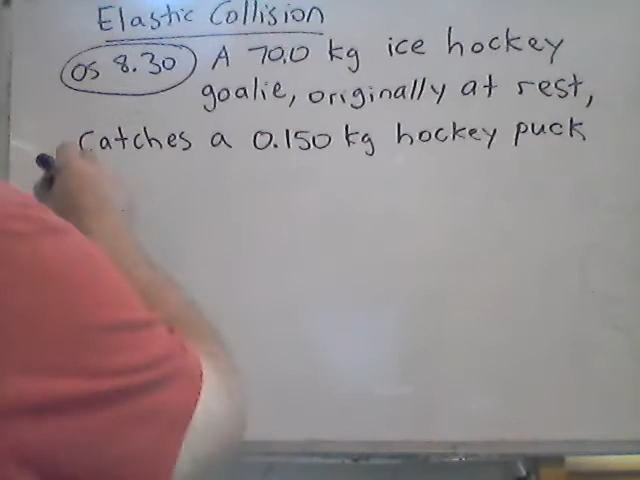 Elastic Collision
OS 8.30 A 70.0 kg ice hockey
goalie, originally at rest,
catches a 0.150 kg hockey puck